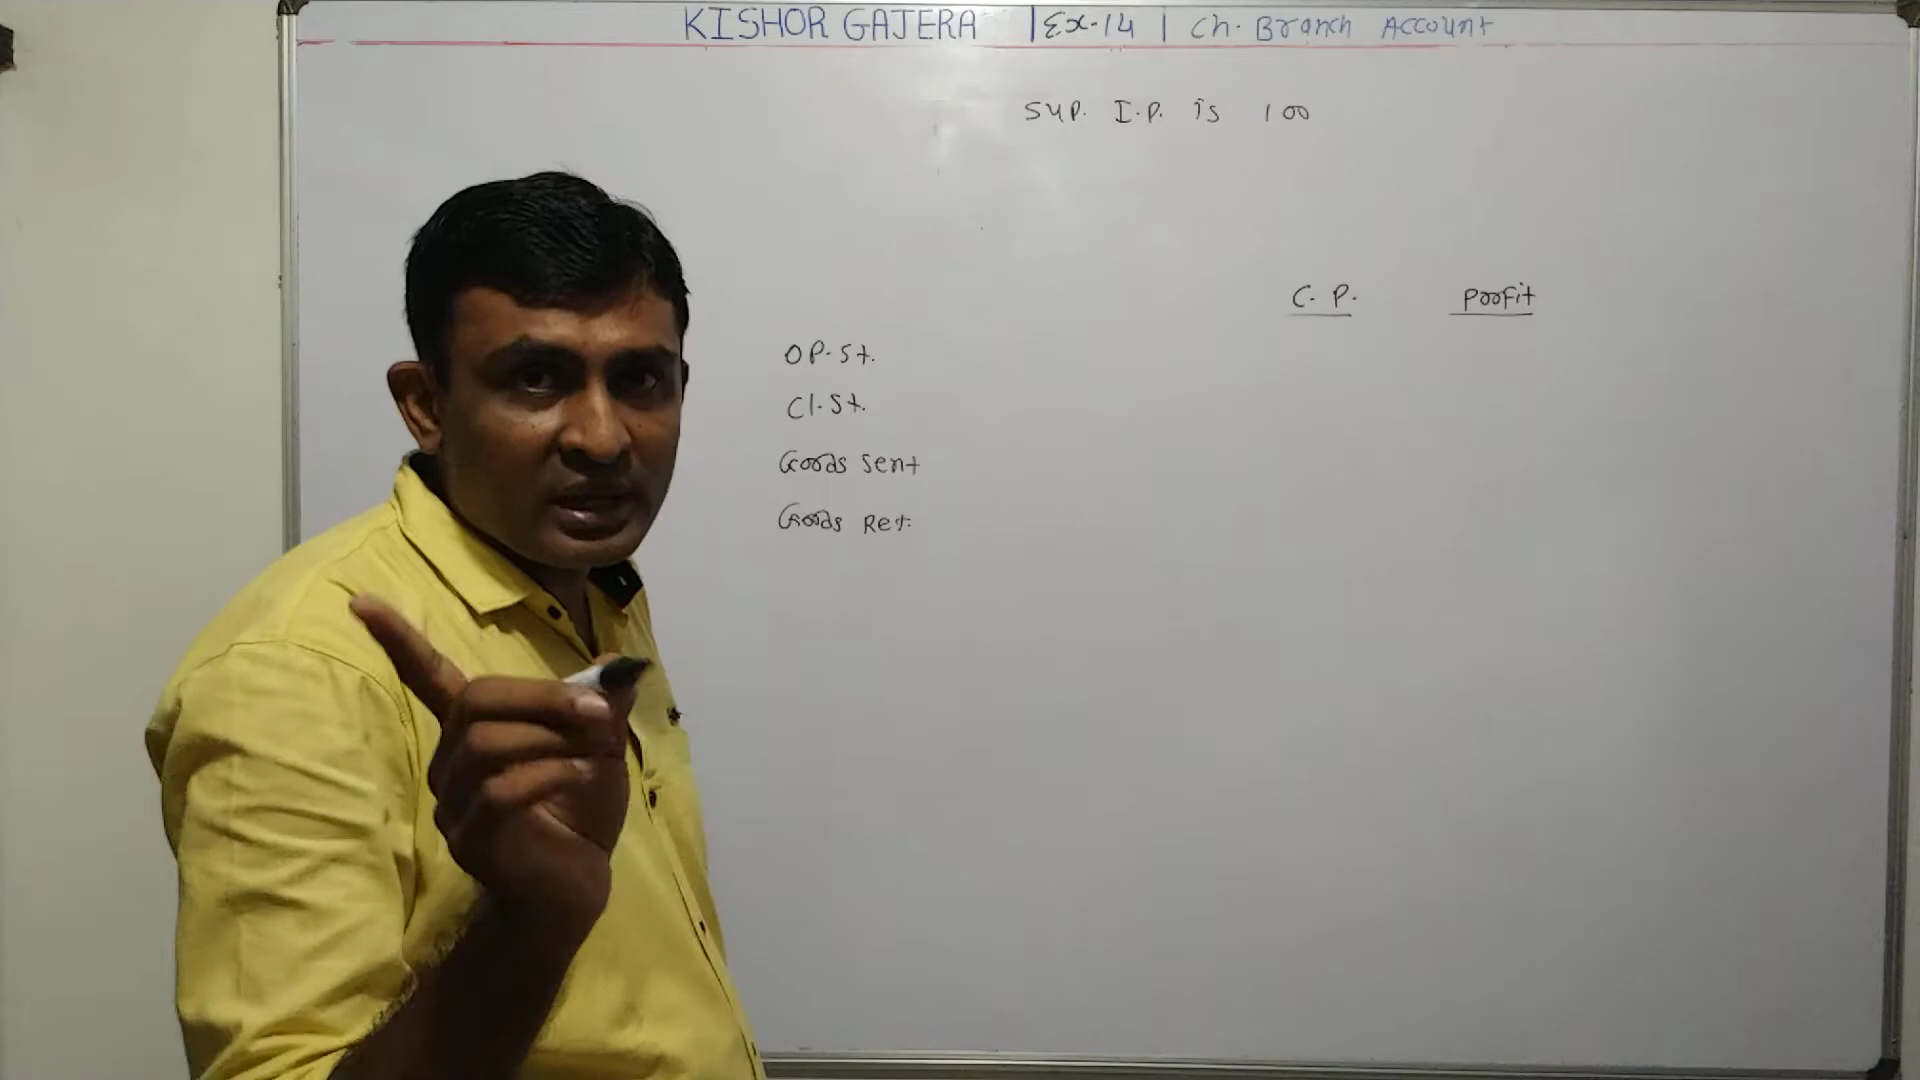 KISHOR GAJERA | Ex-14 | Ch. Branch Account
Sup. I.P. is 100
C. P. Profit
OP. St.
Cl. St.
Goods Sent
Goods Ret.